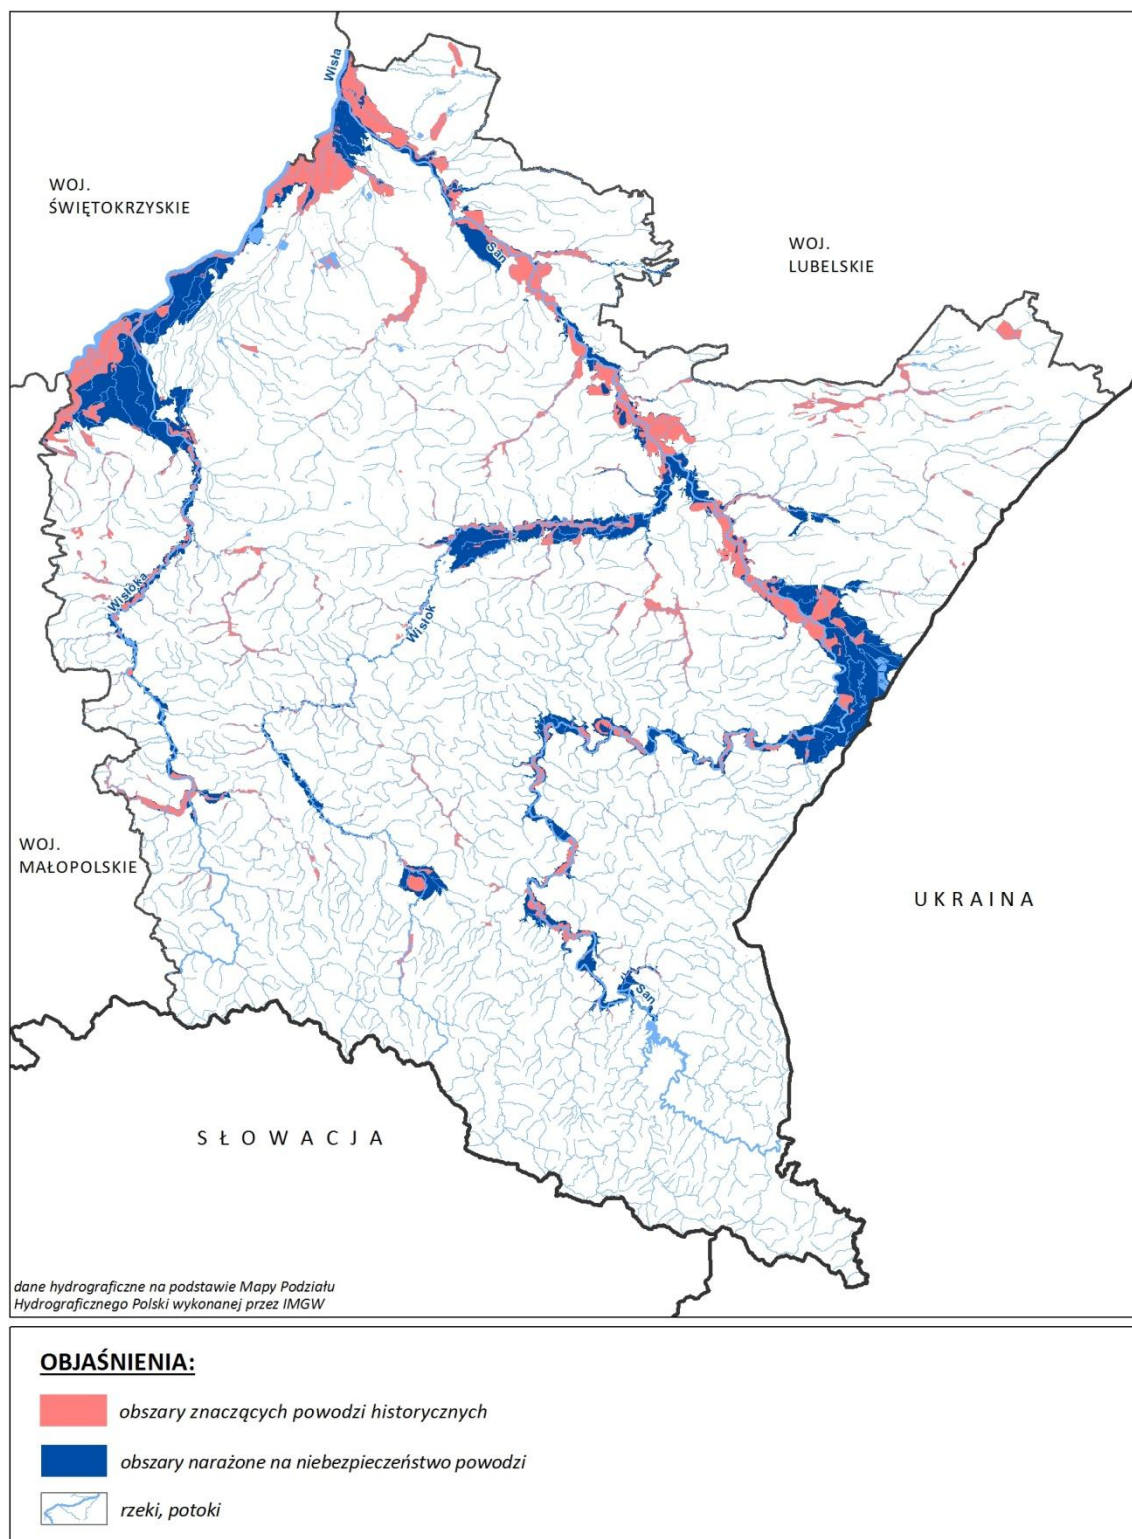 Wisła
WOJ.
ŚWIĘTOKRZYSKIE
WOJ.
LUBELSKIE
San
Wisłoka
Wisłok
WOJ.
MAŁOPOLSKIE
UKRAINA
San
SŁOWACJA
dane hydrograficzne na podstawie Mapy Podziału
Hydrograficznego Polski wykonanej przez IMGW
OBJAŚNIENIA:
obszary znaczących powodzi historycznych
obszary narażone na niebezpieczeństwo powodzi
rzeki, potoki